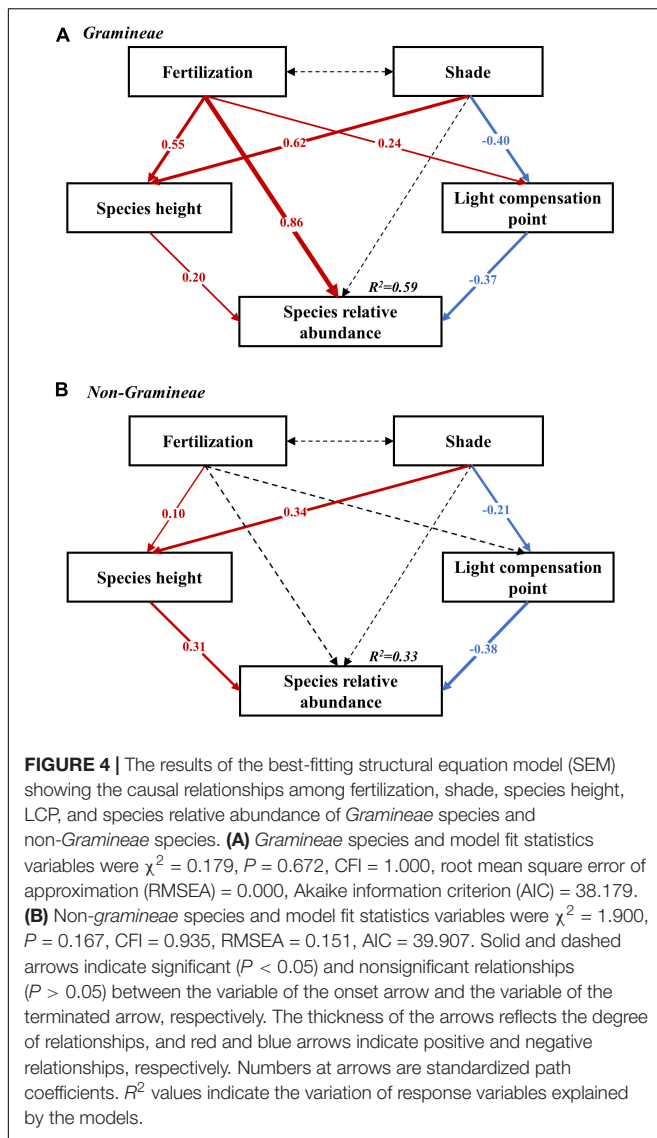 A Gramineae
Fertilization Shade
0.55 0.62 0.24 -0.40
Species height
Light compensation
point
0.86
0.20 -0.37
R²=0.59
Species relative
abundance
B Non-Gramineae
Fertilization Shade
0.10 0.34 -0.21
Species height
Light compensation
point
0.31 -0.38
R²=0.33
Species relative
abundance
FIGURE 4 | The results of the best-fitting structural equation model (SEM)
showing the causal relationships among fertilization, shade, species height,
LCP, and species relative abundance of Gramineae species and
non-Gramineae species. (A) Gramineae species and model fit statistics
variables were χ² = 0.179, P = 0.672, CFI = 1.000, root mean square error of
approximation (RMSEA) = 0.000, Akaike information criterion (AIC) = 38.179.
(B) Non-gramineae species and model fit statistics variables were χ² = 1.900,
P = 0.167, CFI = 0.935, RMSEA = 0.151, AIC = 39.907. Solid and dashed
arrows indicate significant (P < 0.05) and nonsignificant relationships
(P > 0.05) between the variable of the onset arrow and the variable of the
terminated arrow, respectively. The thickness of the arrows reflects the degree
of relationships, and red and blue arrows indicate positive and negative
relationships, respectively. Numbers at arrows are standardized path
coefficients. R² values indicate the variation of response variables explained
by the models.